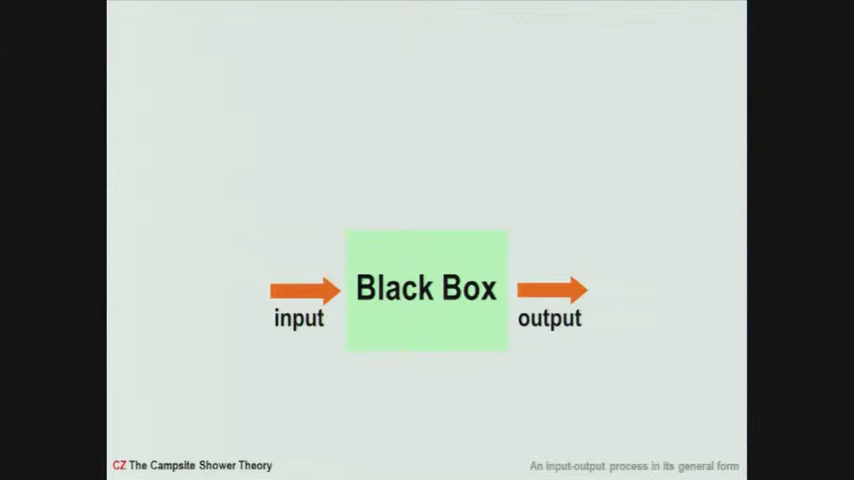 Black Box
input
output
CZ The Campsite Shower Theory
An input-output process in its general form